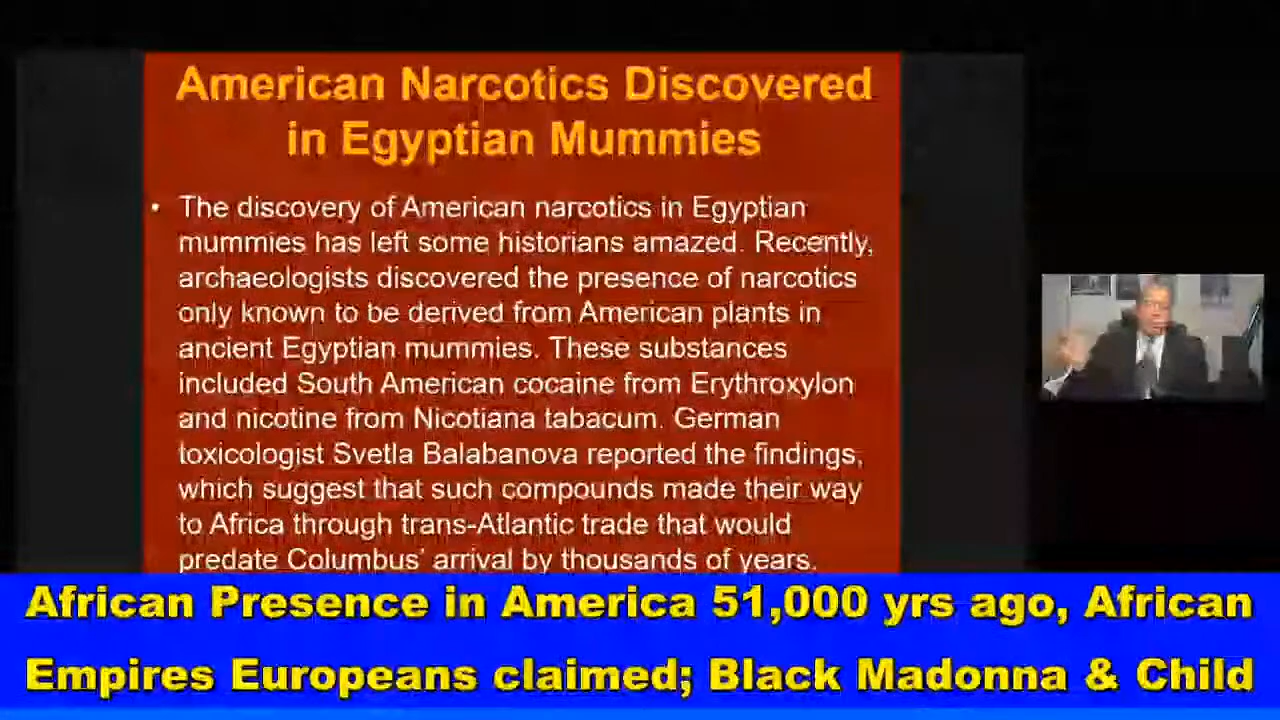 American Narcotics Discovered
in Egyptian Mummies
• The discovery of American narcotics in Egyptian
mummies has left some historians amazed. Recently,
archaeologists discovered the presence of narcotics
only known to be derived from American plants in
ancient Egyptian mummies. These substances
included South American cocaine from Erythroxylon
and nicotine from Nicotiana tabacum. German
toxicologist Svetla Balabanova reported the findings,
which suggest that such compounds made their way
to Africa through trans-Atlantic trade that would
predate Columbus' arrival by thousands of years.
African Presence in America 51,000 yrs ago, African
Empires Europeans claimed; Black Madonna & Child